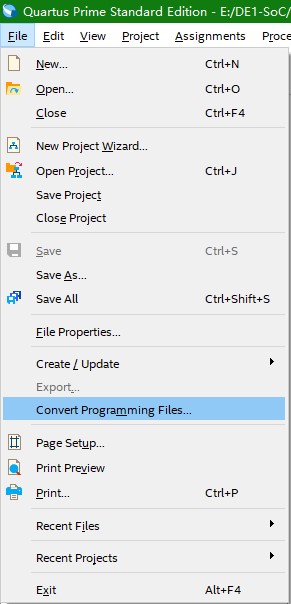 Quartus Prime Standard Edition - E:/DE1-SoC/
File Edit View Project Assignments Proce
New... Ctrl+N
Open... Ctrl+O
Close Ctrl+F4
New Project Wizard...
Open Project... Ctrl+J
Save Project
Close Project
Save Ctrl+S
Save As...
Save All Ctrl+Shift+S
File Properties...
Create / Update
Export...
Convert Programming Files...
Page Setup...
Print Preview
Print... Ctrl+P
Recent Files
Recent Projects
Exit Alt+F4